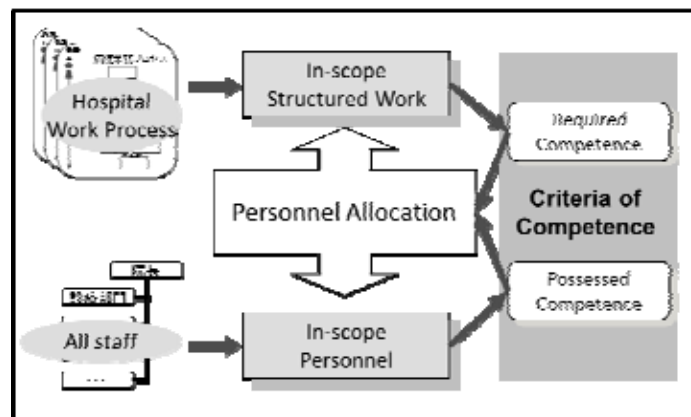 Hospital
Work Process
In-scope
Structured Work
Required
Competence
Personnel Allocation
Criteria of
Competence
Possessed
Competence
All staff
...
In-scope
Personnel